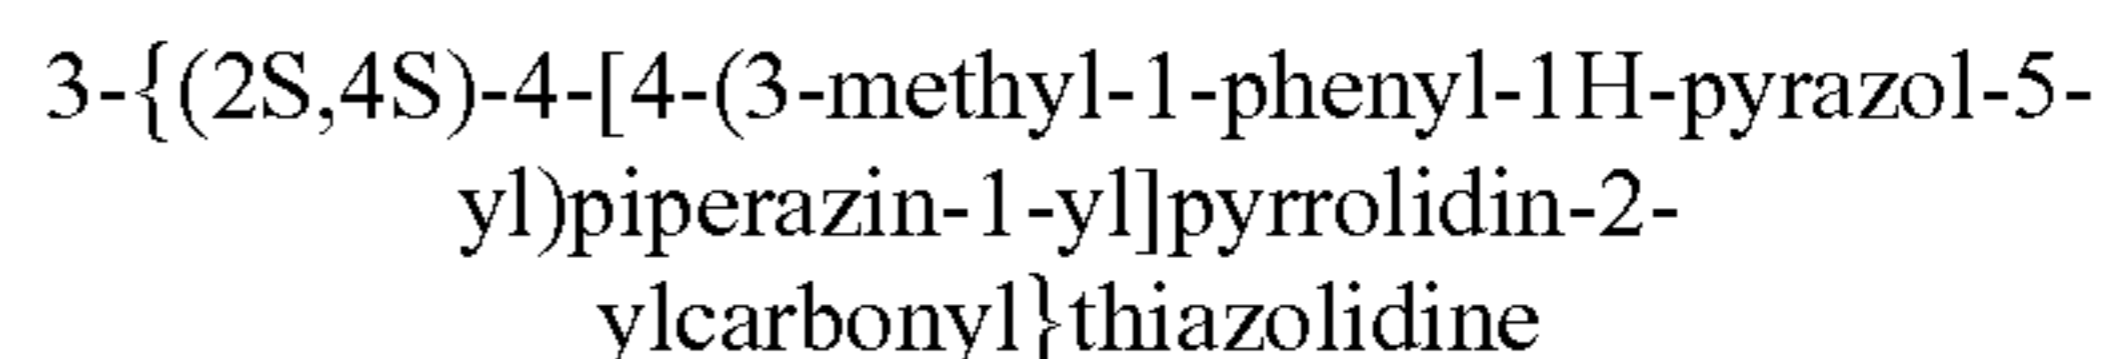 3-{(2S,4S)-4-[4-(3-methyl-1-phenyl-1H-pyrazol-5-
yl)piperazin-1-yl]pyrrolidin-2-
ylcarbonyl}thiazolidine